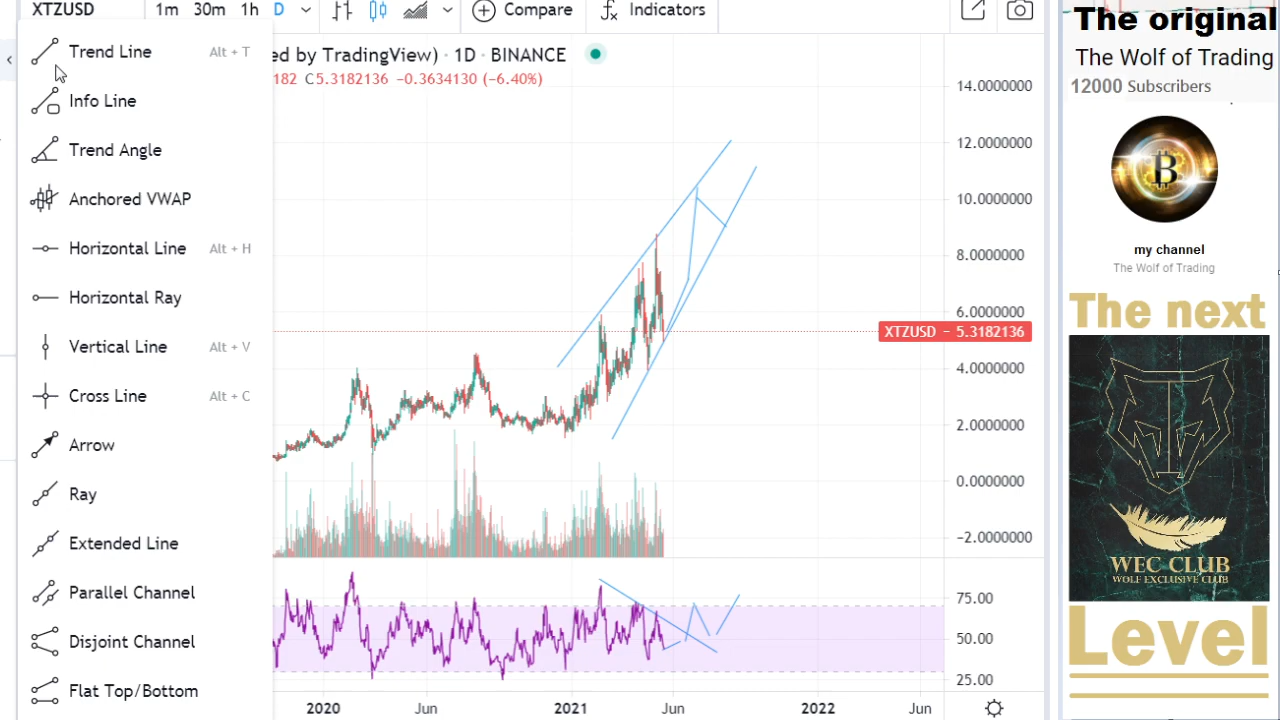 XTZUSD 1m 30m 1h D Compare Indicators
Trend Line Alt + T
Info Line
Trend Angle
Anchored VWAP
Horizontal Line Alt + H
Horizontal Ray
Vertical Line Alt + V
Cross Line Alt + C
Arrow
Ray
Extended Line
Parallel Channel
Disjoint Channel
Flat Top/Bottom
ed by TradingView) · 1D · BINANCE
182 C5.3182136 −0.3634130 (−6.40%)
14.0000000
12.0000000
10.0000000
8.0000000
6.0000000
XTZUSD − 5.3182136
4.0000000
2.0000000
0.0000000
−2.0000000
75.00
50.00
25.00
2020 Jun 2021 Jun 2022 Jun
The original
The Wolf of Trading
12000 Subscribers
B
my channel
The Wolf of Trading
The next
WEC CLUB
WOLF EXCLUSIVE CLUB
Level